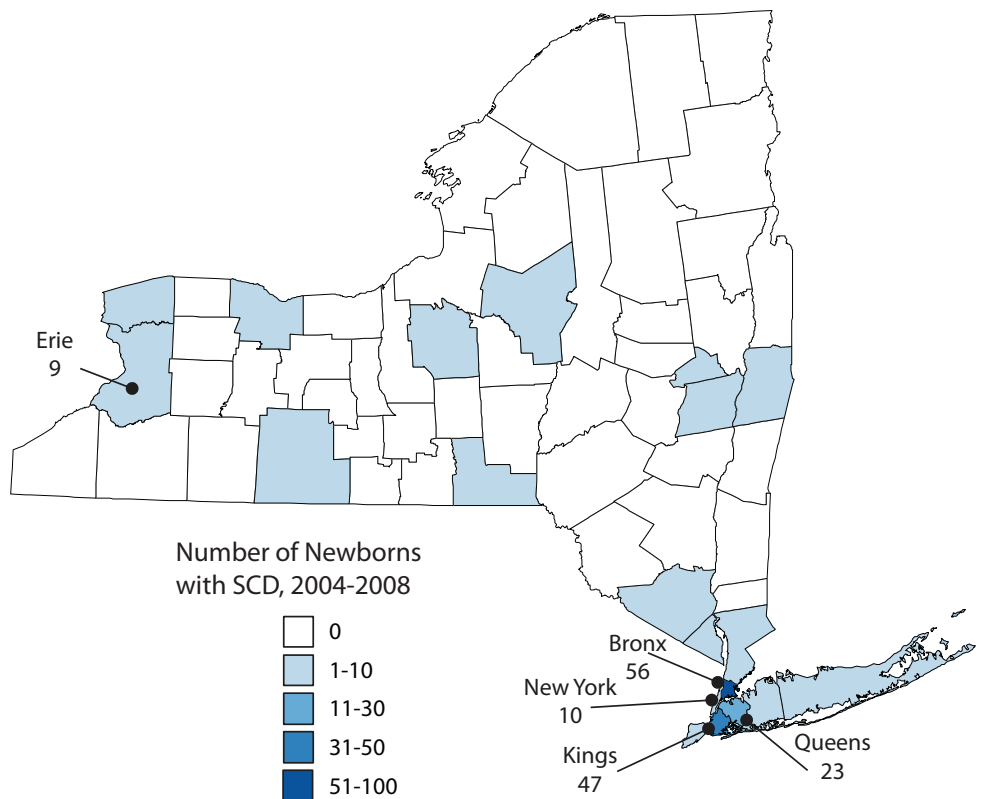 Erie
9
Number of Newborns
with SCD, 2004-2008
0
1-10
11-30
31-50
51-100
Bronx
56
New York
10
Kings
47
Queens
23